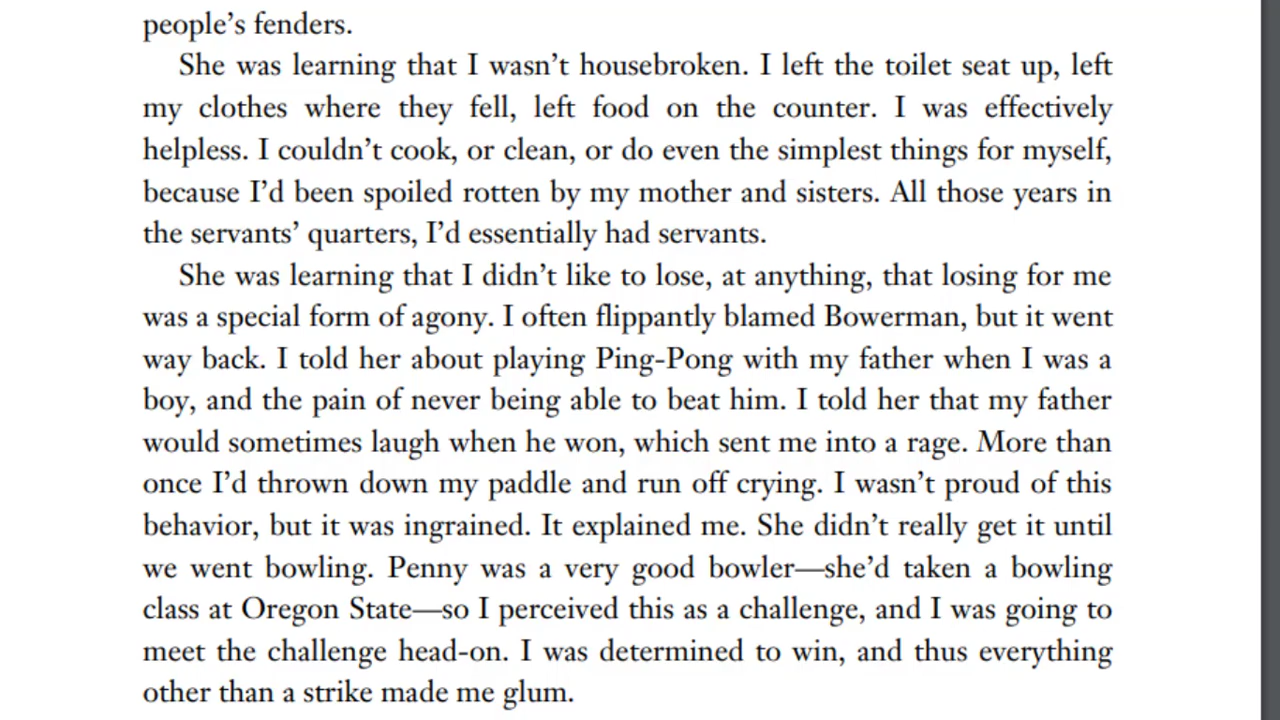 people’s fenders.
She was learning that I wasn’t housebroken. I left the toilet seat up, left
my clothes where they fell, left food on the counter. I was effectively
helpless. I couldn’t cook, or clean, or do even the simplest things for myself,
because I’d been spoiled rotten by my mother and sisters. All those years in
the servants’ quarters, I’d essentially had servants.
She was learning that I didn’t like to lose, at anything, that losing for me
was a special form of agony. I often flippantly blamed Bowerman, but it went
way back. I told her about playing Ping-Pong with my father when I was a
boy, and the pain of never being able to beat him. I told her that my father
would sometimes laugh when he won, which sent me into a rage. More than
once I’d thrown down my paddle and run off crying. I wasn’t proud of this
behavior, but it was ingrained. It explained me. She didn’t really get it until
we went bowling. Penny was a very good bowler—she’d taken a bowling
class at Oregon State—so I perceived this as a challenge, and I was going to
meet the challenge head-on. I was determined to win, and thus everything
other than a strike made me glum.